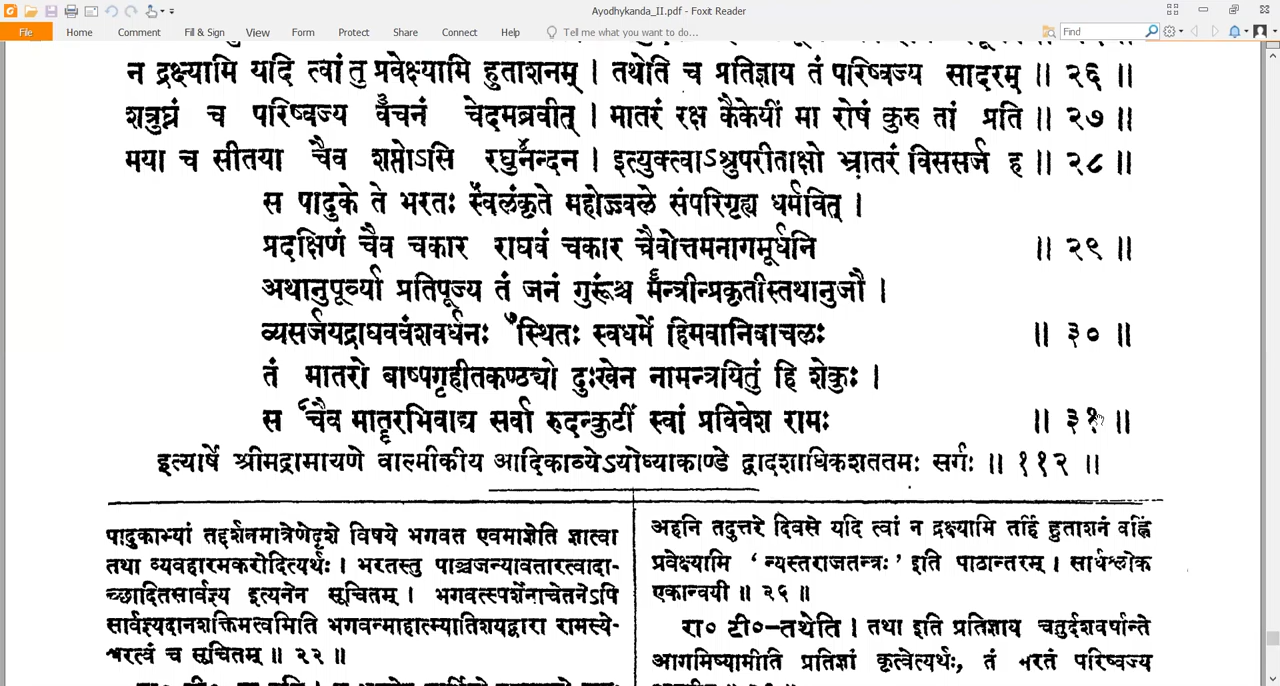 Ayodhykanda_II.pdf - Foxit Reader
File Home Comment Fill & Sign View Form Protect Share Connect Help Tell me what you want to do... Find
न द्रक्ष्यामि यदि त्वां तु प्रवेक्ष्यामि हुताशनम् । तथेति च प्रतिज्ञाय तं परिष्वज्य सादरम् ॥ २६ ॥
शत्रुघ्नं च परिष्वज्य वचनं चेदमब्रवीत् । मातरं रक्ष कैकेयीं मा रोषं कुरु तां प्रति ॥ २७ ॥
मया च सीतया चैव शप्तोऽसि रघुनन्दन । इत्युक्त्वाऽश्रुपरीताक्षो भ्रातरं विससर्ज ह ॥ २८ ॥
स पादुके ते भरतः स्वलंकृते महोज्ज्वले संपरिगृह्य धर्मवित् ।
प्रदक्षिणं चैव चकार राघवं चकार चैवोत्तमनागमूर्धनि ॥ २९ ॥
अथानुपूर्व्या प्रतिपूज्य तं जनं गुरूंश्च मन्त्रीन्प्रकृतीस्तथानुजौ ।
व्यसर्जयद्राघववंशवर्धनः स्थितः स्वधर्मे हिमवानिवाचलः ॥ ३० ॥
तं मातरो बाष्पगृहीतकण्ठ्यो दुःखेन नामन्त्रयितुं हि शेकुः ।
स चैव मातॄरभिवाद्य सर्वा रुदन्कुटीं स्वां प्रविवेश रामः ॥ ३१ ॥
इत्यार्षे श्रीमद्रामायणे वाल्मीकीय आदिकाव्येऽयोध्याकाण्डे द्वादशाधिकशततमः सर्गः ॥ ११२ ॥
पादुकाभ्यां तद्दर्शनमात्रेणेदृशे विषये भगवत एवमाज्ञेति ज्ञात्वा
तथा व्यवहारमकरोदित्यर्थः । भरतस्तु पाञ्चजन्यावतारत्वादा-
च्छादितसार्वज्ञ्य इत्यनेन सूचितम् । भगवत्स्पर्शेनाचेतनेऽपि
सार्वज्ञ्यदानशक्तिमत्वमिति भगवन्माहात्म्यातिशयद्वारा रामस्ये-
श्वरत्वं च सूचितम् ॥ २२ ॥
अहनि तदुत्तरे दिवसे यदि त्वां न द्रक्ष्यामि तर्हि हुताशनं वह्निं
प्रवेक्ष्यामि ‘ न्यस्तराजतन्त्रः ’ इति पाठान्तरम् । सार्धश्लोक
एकान्वयी ॥ २६ ॥
रा० टी०-तथेति । तथा इति प्रतिज्ञाय चतुर्दशवर्षान्ते
आगमिष्यामीति प्रतिज्ञां कृत्वेत्यर्थः, तं भरतं परिष्वज्य